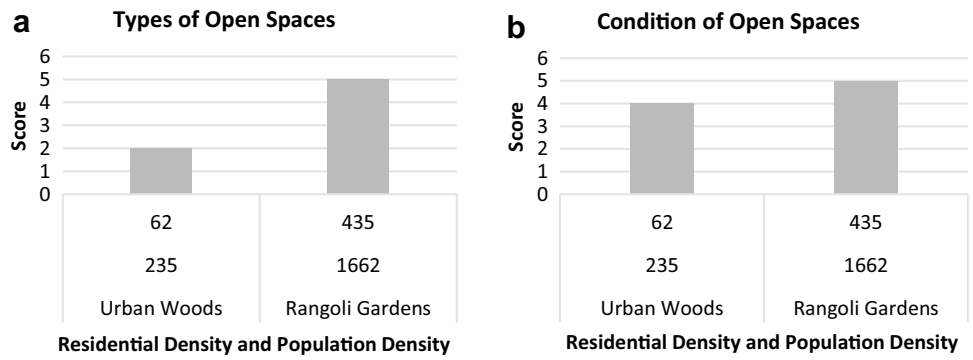 a
Types of Open Spaces
Score
6
5
4
3
2
1
0
62 435
235 1662
Urban Woods Rangoli Gardens
Residential Density and Population Density
b
Condition of Open Spaces
Score
6
5
4
3
2
1
0
62 435
235 1662
Urban Woods Rangoli Gardens
Residential Density and Population Density